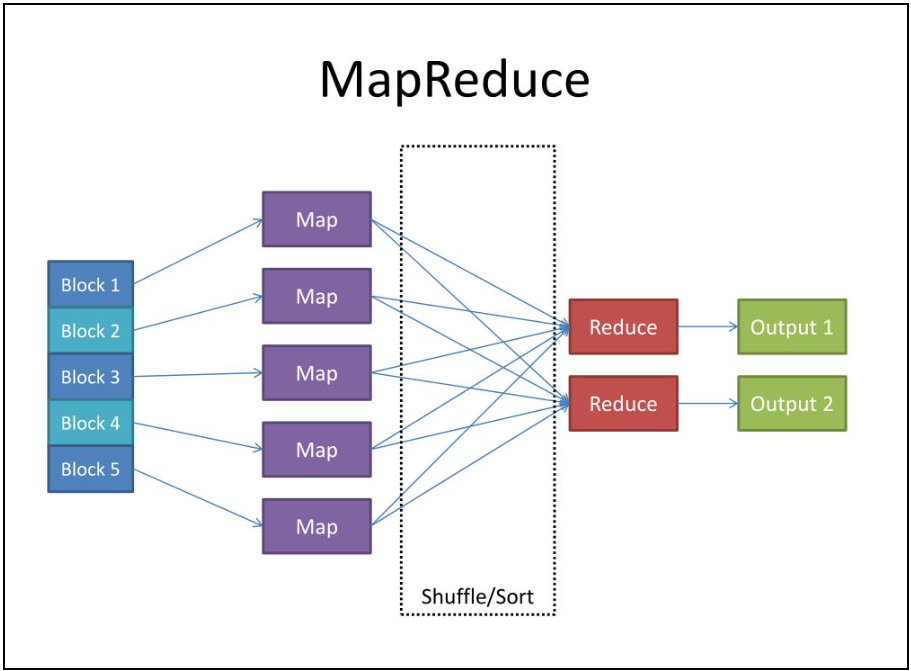 MapReduce
Block 1
Block 2
Block 3
Block 4
Block 5
Map
Map
Map
Map
Map
Shuffle/Sort
Reduce
Reduce
Output 1
Output 2